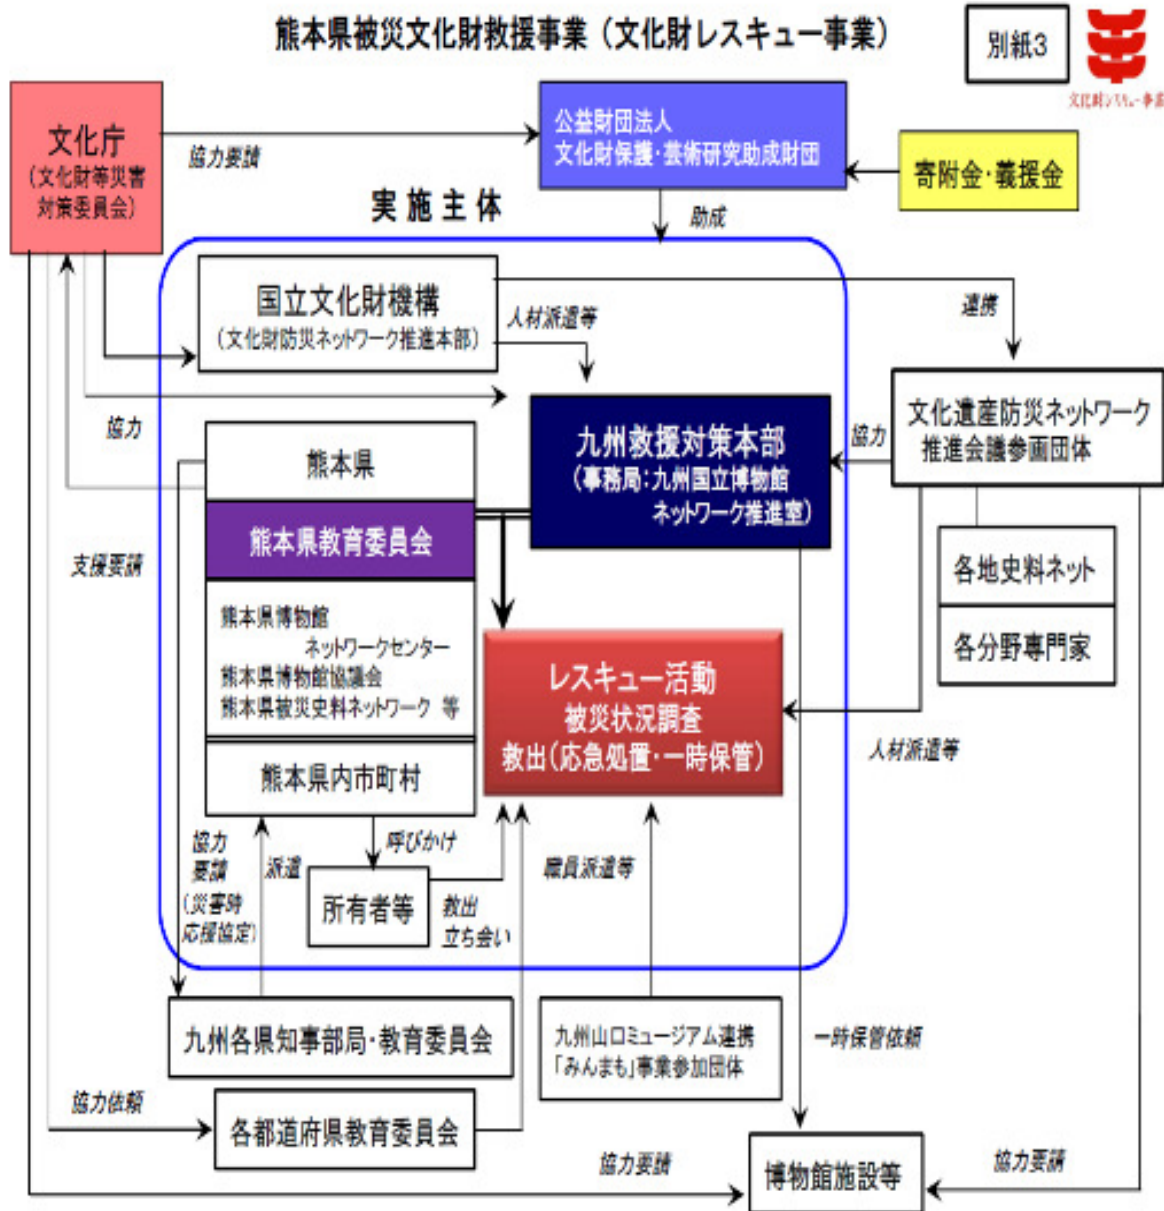 熊本県被災文化財救援事業（文化財レスキュー事業）
別紙3
文化財レスキュー事業
文化庁
（文化財等災害
対策委員会）
協力要請
公益財団法人
文化財保護・芸術研究助成財団
寄附金・義援金
実施主体
助成
国立文化財機構
（文化財防災ネットワーク推進本部）
人材派遣等
連携
協力
九州救援対策本部
（事務局：九州国立博物館
ネットワーク推進室）
協力
文化遺産防災ネットワーク
推進会議参画団体
熊本県
熊本県教育委員会
支援要請
熊本県博物館
ネットワークセンター
熊本県博物館協議会
熊本県被災史料ネットワーク 等
熊本県内市町村
各地史料ネット
各分野専門家
レスキュー活動
被災状況調査
救出（応急処置・一時保管）
人材派遣等
協力
要請
（災害時
応援協定）
派遣
呼びかけ
所有者等
救出
立ち会い
職員派遣等
九州各県知事部局・教育委員会
九州山口ミュージアム連携
「みんまも」事業参加団体
一時保管依頼
協力依頼
各都道府県教育委員会
協力要請
博物館施設等
協力要請